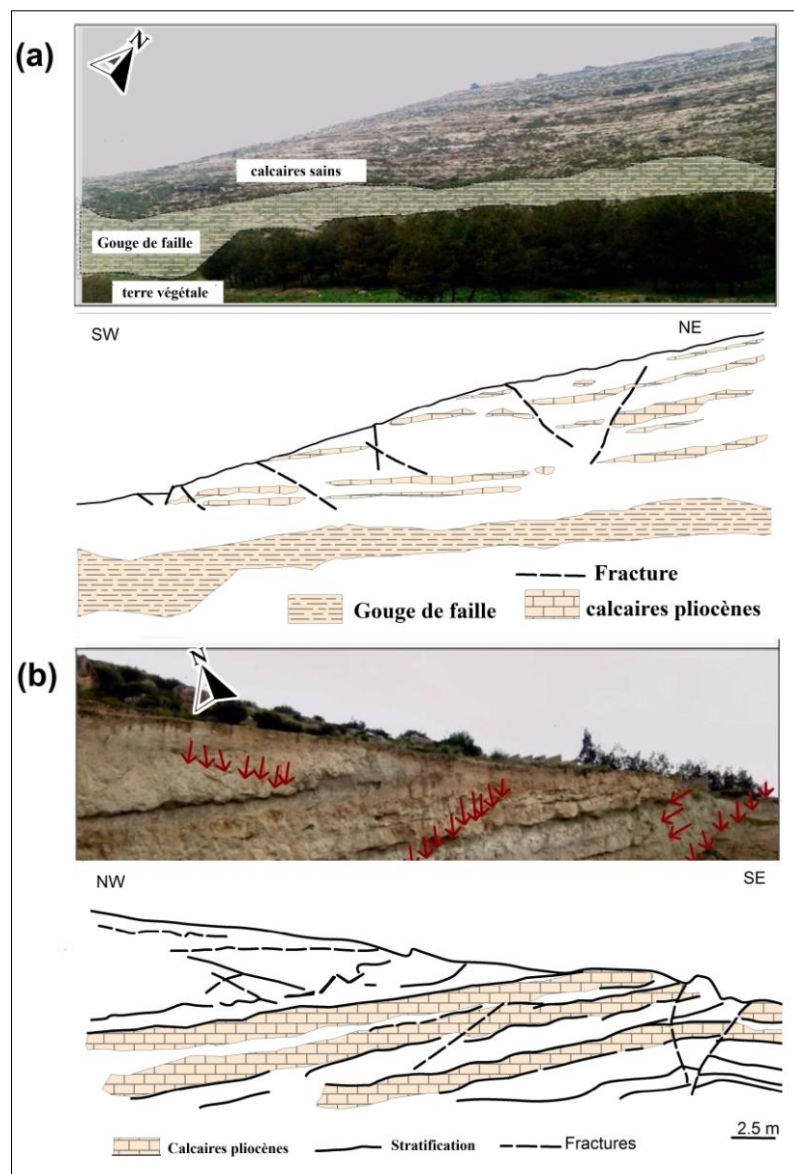 (a)
N
calcaires sains
Gouge de faille
terre végétale
SW
NE
Fracture
Gouge de faille
calcaires pliocènes
(b)
N
NW
SE
2.5 m
Calcaires pliocènes
Stratification
Fractures